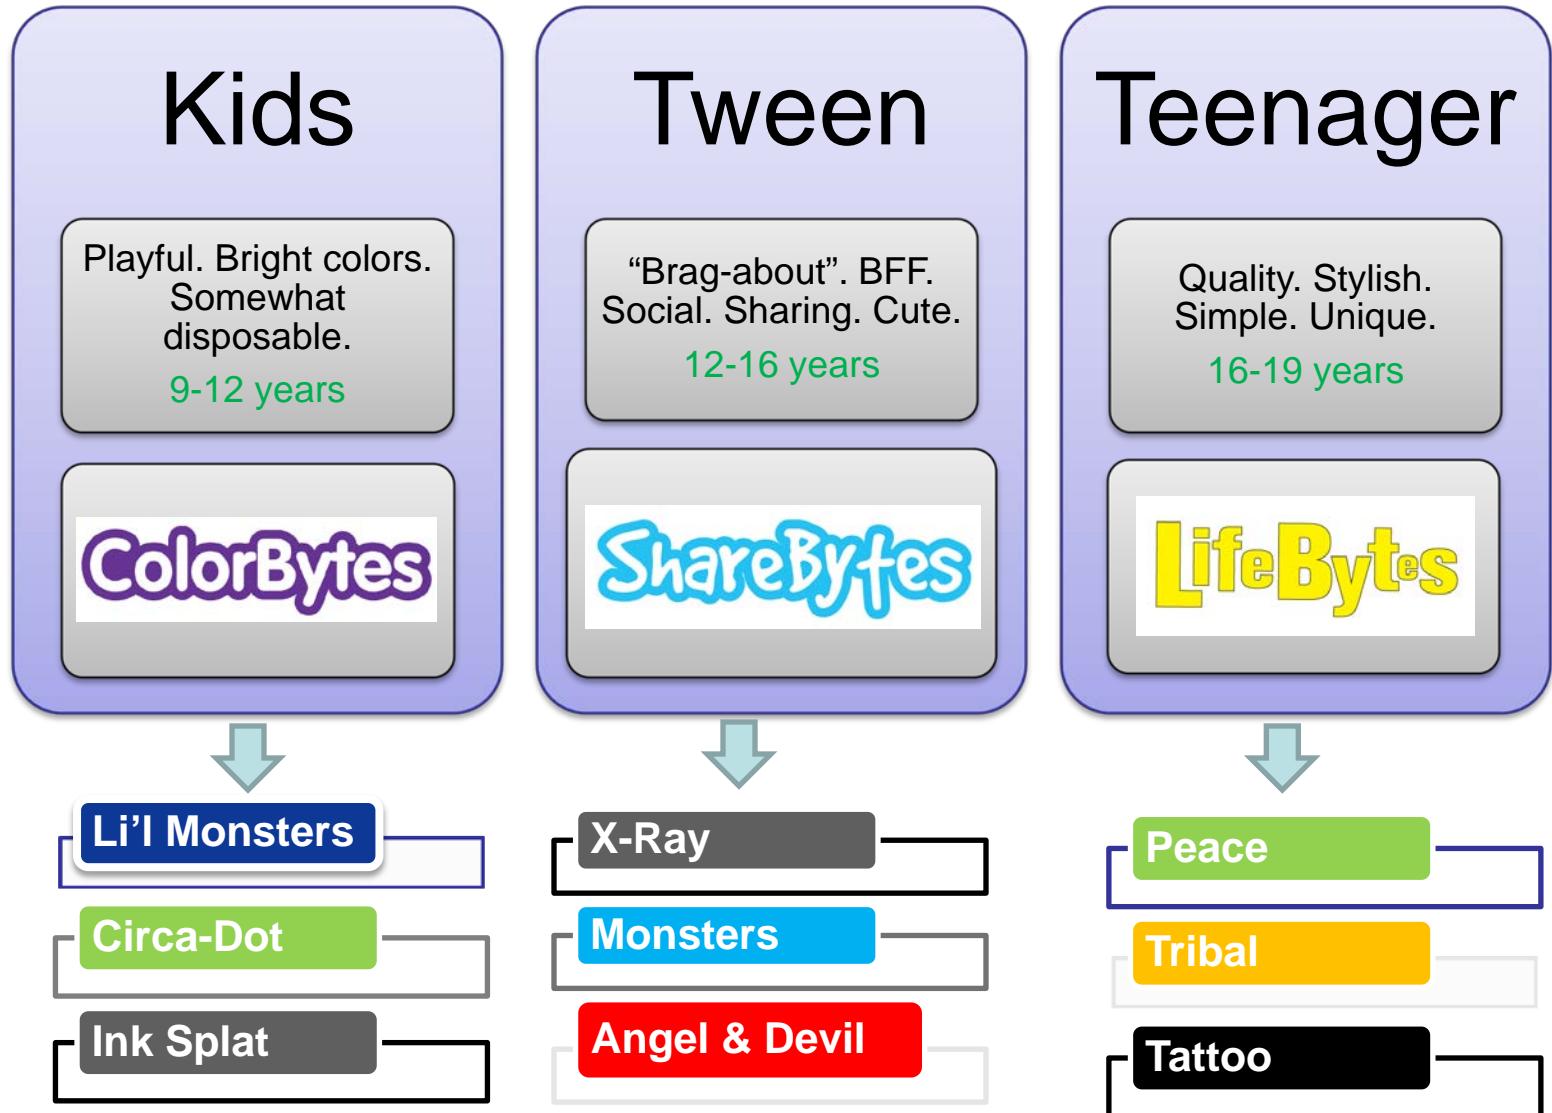 Kids
Playful. Bright colors.
Somewhat
disposable.
9-12 years
ColorBytes
Li'l Monsters
Circa-Dot
Ink Splat
Tween
“Brag-about”. BFF.
Social. Sharing. Cute.
12-16 years
ShareBytes
X-Ray
Monsters
Angel & Devil
Teenager
Quality. Stylish.
Simple. Unique.
16-19 years
LifeBytes
Peace
Tribal
Tattoo